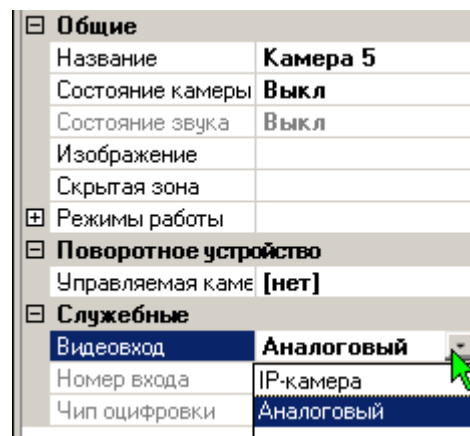 Общие
Название Камера 5
Состояние камеры Выкл
Состояние звука Выкл
Изображение
Скрытая зона
Режимы работы
Поворотное устройство
Управляемая каме [нет]
Служебные
Видеовход Аналоговый
Номер входа IP-камера
Чип оцифровки Аналоговый